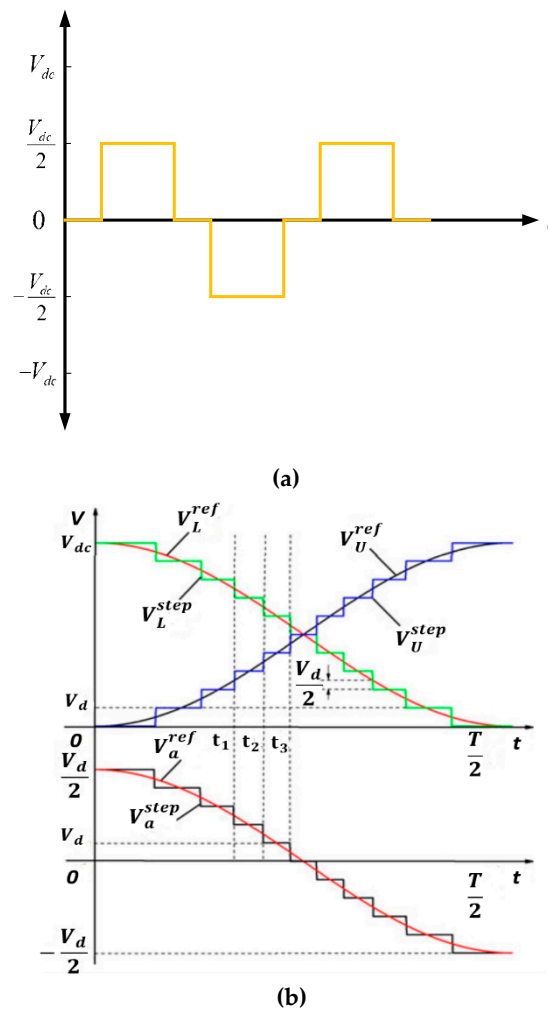 V_dc
V_dc/2
0
-V_dc/2
-V_dc
(a)
V
V_L^ref
V_U^ref
V_dc
V_L^step
V_U^step
V_d/2
V_d
0
t_1 t_2 t_3
T/2
t
V_a^ref
V_d/2
V_a^step
V_d
0
T/2
t
-V_d/2
(b)